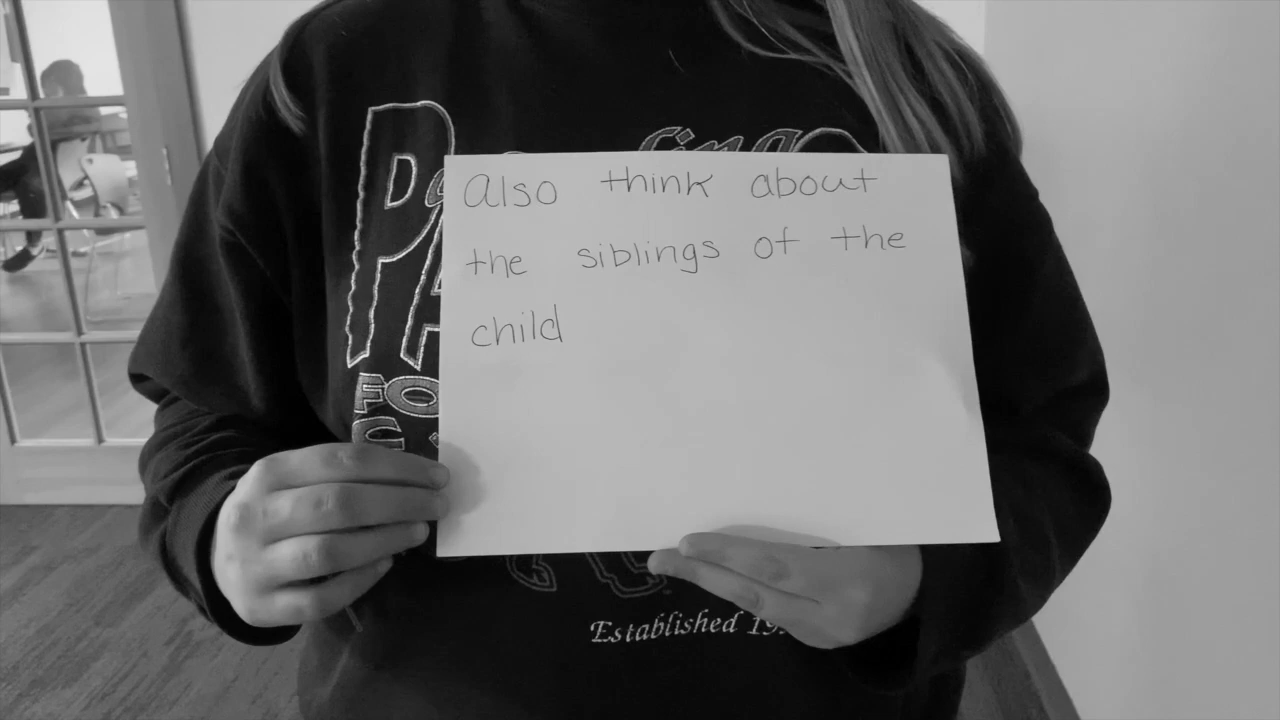 Also think about
the siblings of the
child
Established